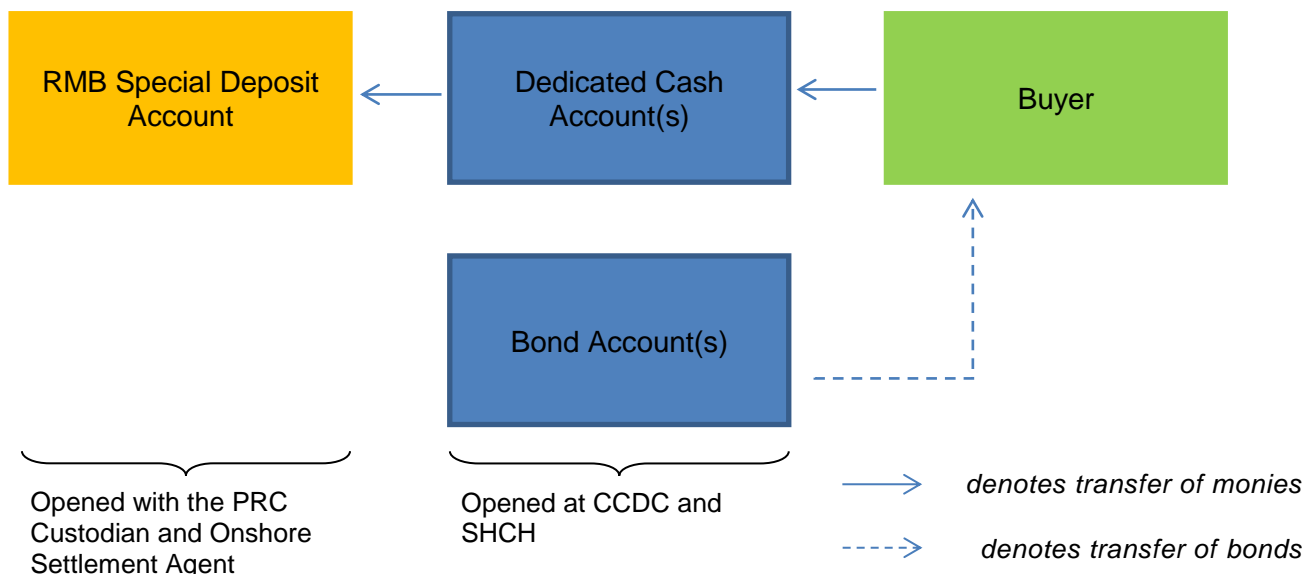 RMB Special Deposit
Account
Dedicated Cash
Account(s)
Buyer
Bond Account(s)
Opened with the PRC
Custodian and Onshore
Settlement Agent
Opened at CCDC and
SHCH
denotes transfer of monies
denotes transfer of bonds